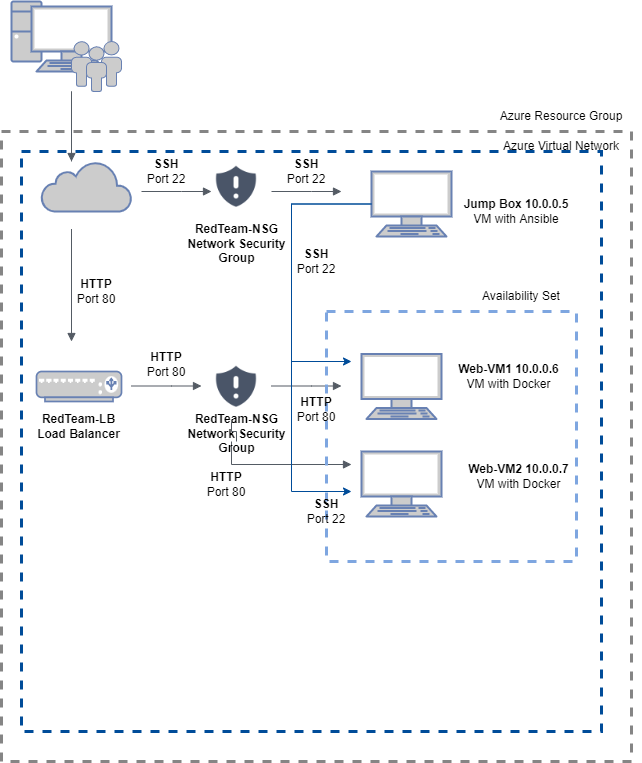 Azure Resource Group
Azure Virtual Network
SSH
Port 22
SSH
Port 22
RedTeam-NSG
Network Security
Group
Jump Box 10.0.0.5
VM with Ansible
SSH
Port 22
HTTP
Port 80
Availability Set
HTTP
Port 80
RedTeam-LB
Load Balancer
RedTeam-NSG
Network Security
Group
HTTP
Port 80
Web-VM1 10.0.0.6
VM with Docker
HTTP
Port 80
Web-VM2 10.0.0.7
VM with Docker
SSH
Port 22